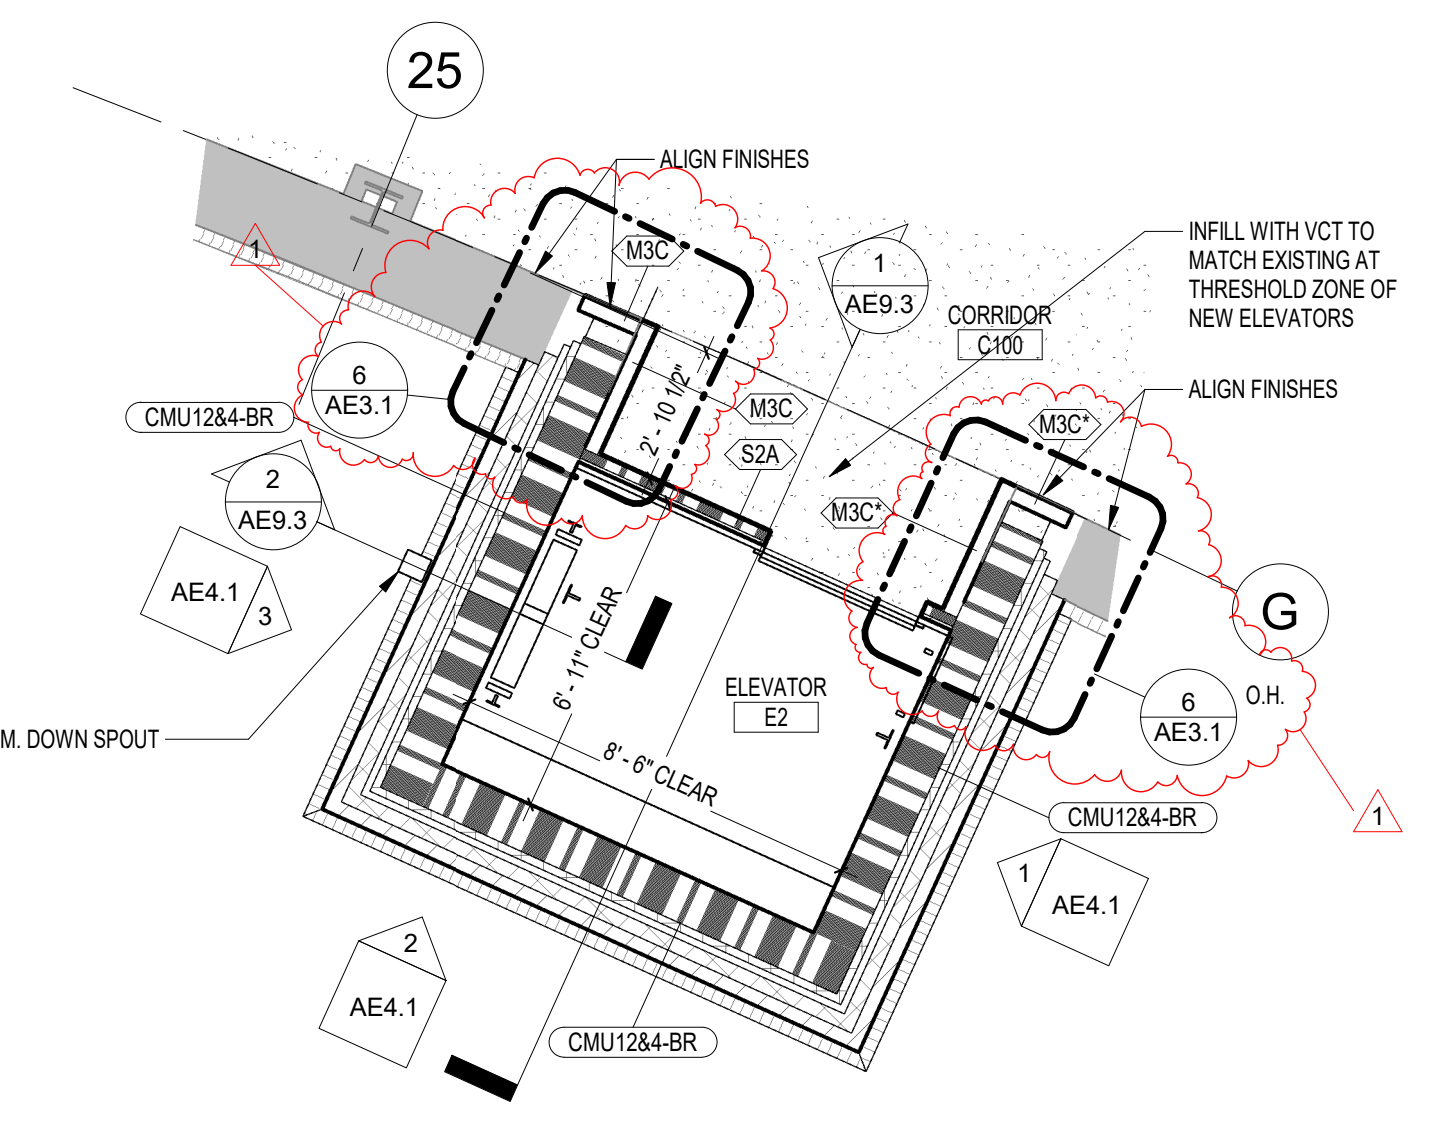 25
ALIGN FINISHES
1
M3C
INFILL WITH VCT TO
MATCH EXISTING AT
THRESHOLD ZONE OF
NEW ELEVATORS
1
AE9.3
CORRIDOR
C100
6
AE3.1
CMU12&4-BR
2' - 10 1/2"
M3C
S2A
ALIGN FINISHES
M3C*
M3C*
2
AE9.3
AE4.1
3
6' - 11" CLEAR
G
ELEVATOR
E2
6
AE3.1
O.H.
M. DOWN SPOUT
8' - 6" CLEAR
CMU12&4-BR
1
1
AE4.1
2
AE4.1
CMU12&4-BR